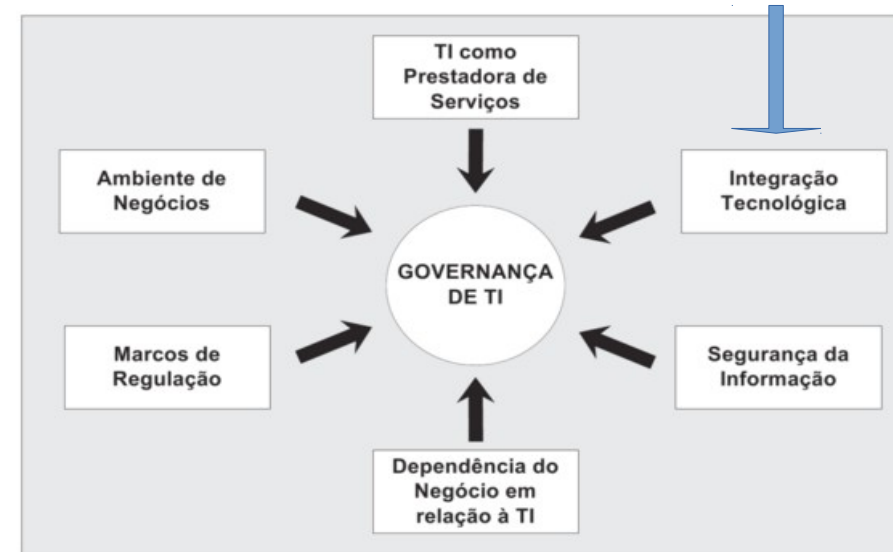 TI como
Prestadora de
Serviços
Ambiente de
Negócios
Integração
Tecnológica
GOVERNANÇA
DE TI
Marcos de
Regulação
Segurança da
Informação
Dependência do
Negócio em
relação à TI